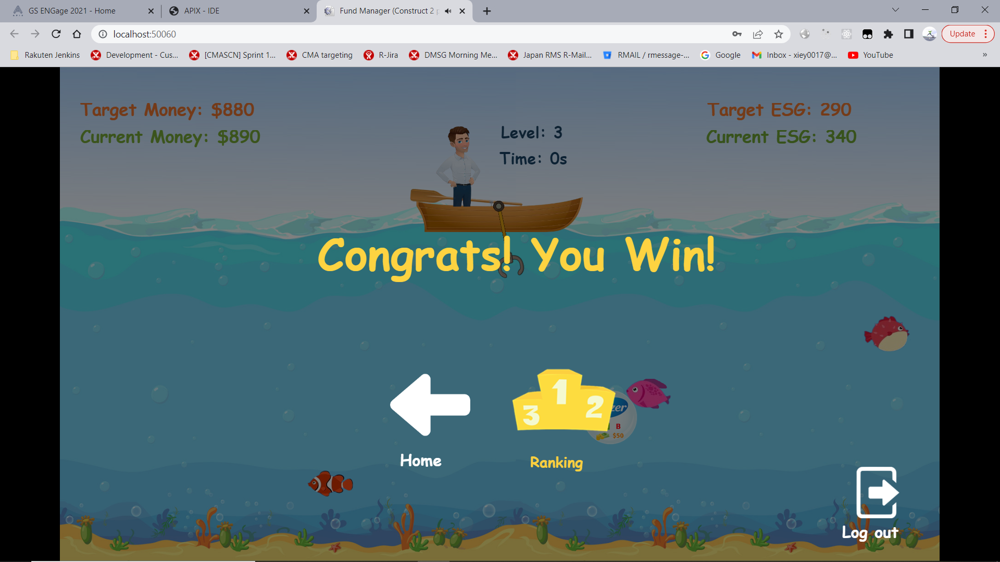 GS ENGage 2021 - Home
APIX - IDE
Fund Manager (Construct 2
localhost:50060
Update
Rakuten Jenkins
Development - Cus...
[CMASCN] Sprint 1...
CMA targeting
R-Jira
DMSG Morning Me...
Japan RMS R-Mail...
RMAIL / rmessage-...
Google
Inbox - xiey0017@...
YouTube
»
Target Money: $880
Current Money: $890
Level: 3
Time: 0s
Target ESG: 290
Current ESG: 340
Congrats! You Win!
1
2
3
zer
B
$50
Home
Ranking
Log out